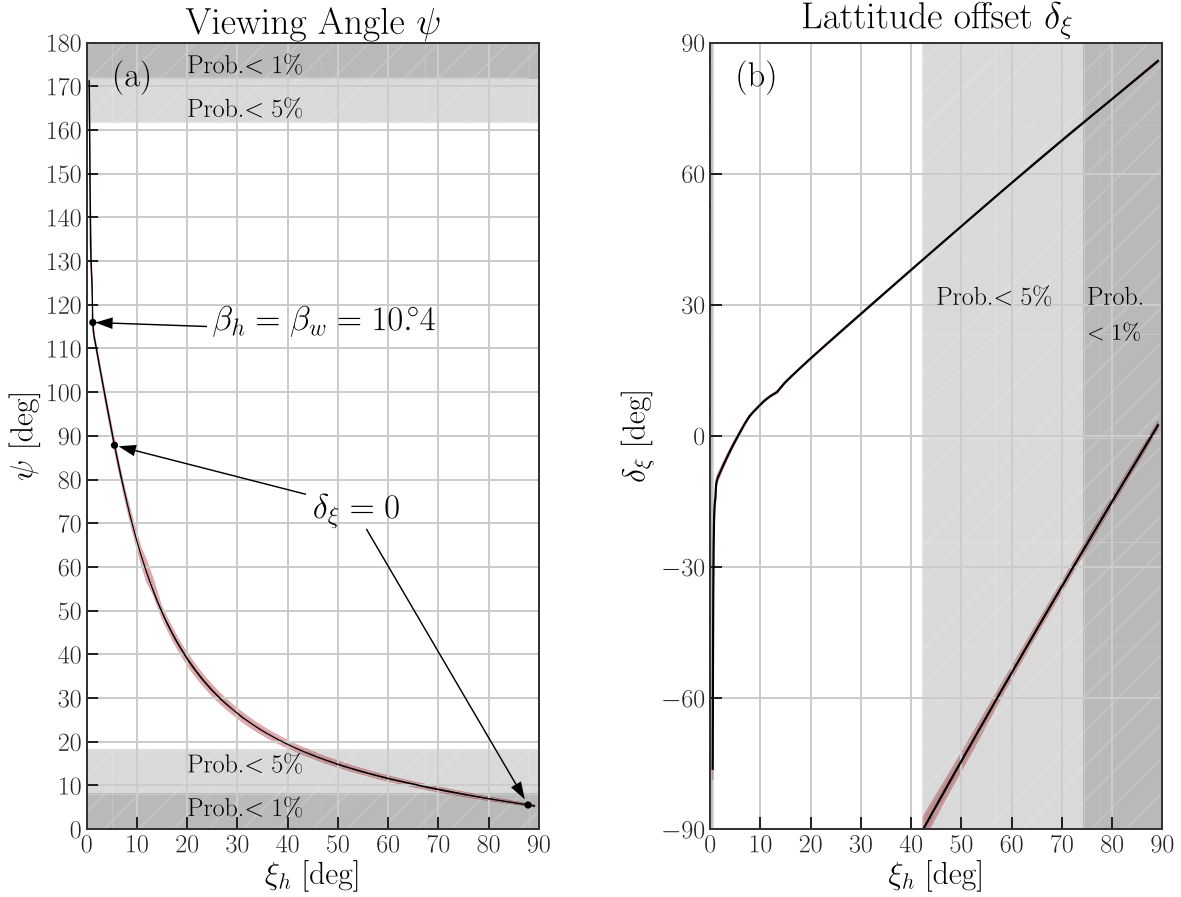 Viewing Angle ψ
(a)
Prob.< 1%
Prob.< 5%
β_h = β_w = 10.°4
δ_ξ = 0
Prob.< 5%
Prob.< 1%
180
170
160
150
140
130
120
110
100
90
80
70
60
50
40
30
20
10
0
ψ [deg]
0 10 20 30 40 50 60 70 80 90
ξ_h [deg]
Lattitude offset δ_ξ
(b)
Prob.< 5%
Prob.
< 1%
90
60
30
0
−30
−60
−90
δ_ξ [deg]
0 10 20 30 40 50 60 70 80 90
ξ_h [deg]